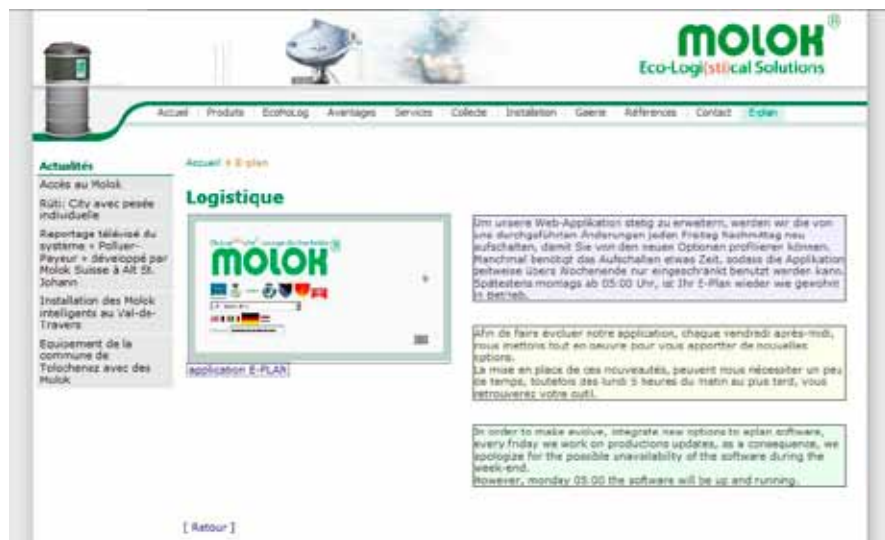 MOLOK®
Eco-Logi(sti)cal Solutions
Accueil Produits EcoMoLog Avantages Services Collecte Installation Galerie Références Contact E-plan
Actualités
Accès au Molok
Rüti: City avec pesée
individuelle
Reportage télévisé du
système « Polluer-
Payeur » développé par
Molok Suisse à Alt St.
Johann
Installation des Molok
intelligents au Val-de-
Travers
Equipement de la
commune de
Tolochenez avec des
Molok
Accueil E-plan
Logistique
MOLOK®
application E-PLAN
Um unsere Web-Applikation stetig zu erweitern, werden wir die von
uns durchgeführten Änderungen jeden Freitag Nachmittag neu
aufschalten, damit Sie von den neuen Optionen profitieren können.
Manchmal benötigt das Aufschalten etwas Zeit, sodass die Applikation
zeitweise übers Wochenende nur eingeschränkt benutzt werden kann.
Spätestens montags ab 05:00 Uhr, ist Ihr E-Plan wieder wie gewohnt
in Betrieb.
Afin de faire évoluer notre application, chaque vendredi après-midi,
nous mettons tout en oeuvre pour vous apporter de nouvelles
options.
La mise en place de ces nouveautés, peuvent nous nécessiter un peu
de temps, toutefois dès lundi 5 heures du matin au plus tard, vous
retrouverez votre outil.
In order to make evolve, integrate new options to eplan software,
every friday we work on productions updates, as a consequence, we
apologize for the possible unavailability of the software during the
week-end.
However, monday 05.00 the software will be up and running.
[ Retour ]